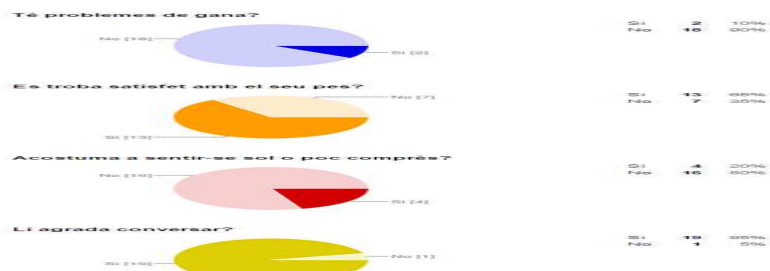 Té problemes de gana?
Sí 2 10%
No 18 90%
No [18]
Sí [2]
Es troba satisfet amb el seu pes?
Sí 13 65%
No 7 35%
No [7]
Sí [13]
Acostuma a sentir-se sol o poc comprès?
Sí 4 20%
No 16 80%
No [16]
Sí [4]
Li agrada conversar?
Sí 19 95%
No 1 5%
No [1]
Sí [19]